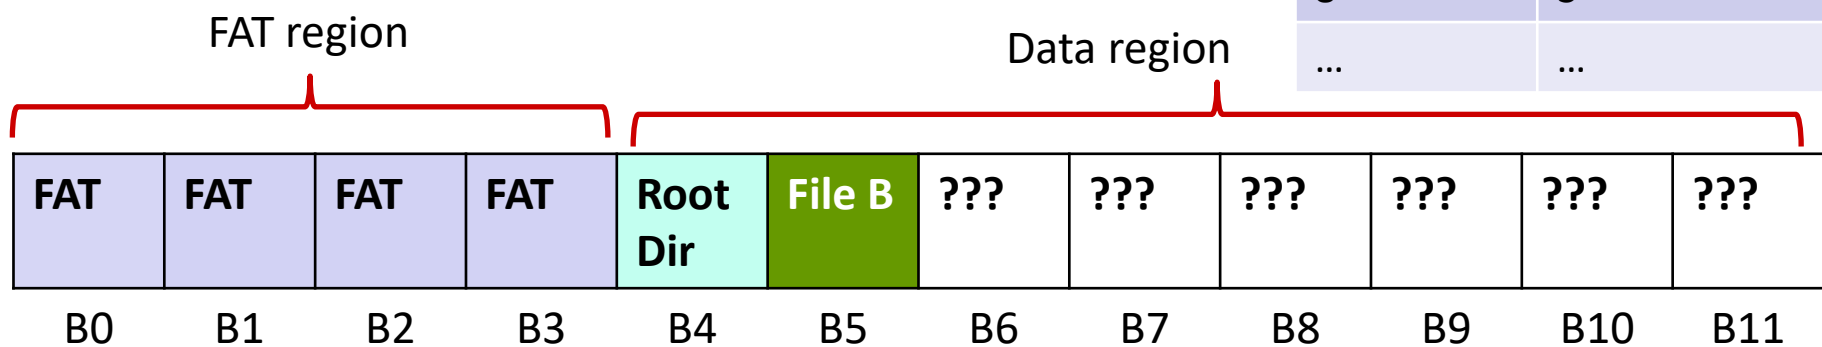 FAT region
Data region
… …
FAT FAT FAT FAT Root Dir File B ??? ??? ??? ??? ??? ???
B0 B1 B2 B3 B4 B5 B6 B7 B8 B9 B10 B11